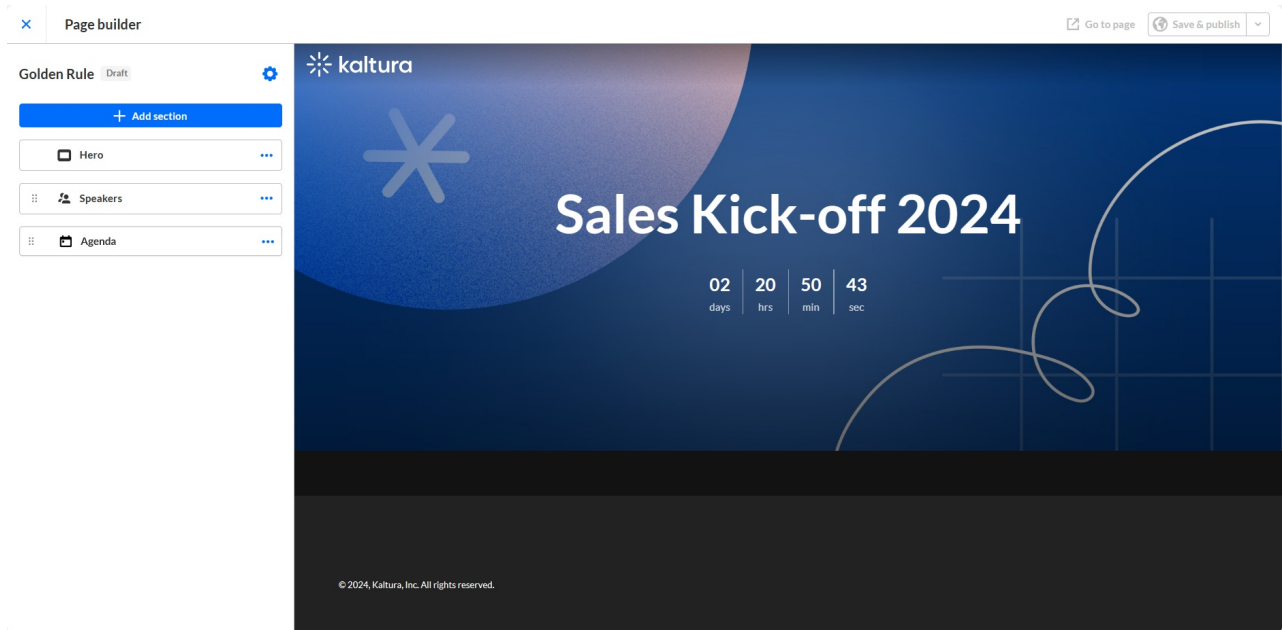 Page builder
Go to page
Save & publish
Golden Rule Draft
Add section
Hero
Speakers
Agenda
kaltura
Sales Kick-off 2024
02 20 50 43
days hrs min sec
© 2024, Kaltura, Inc. All rights reserved.